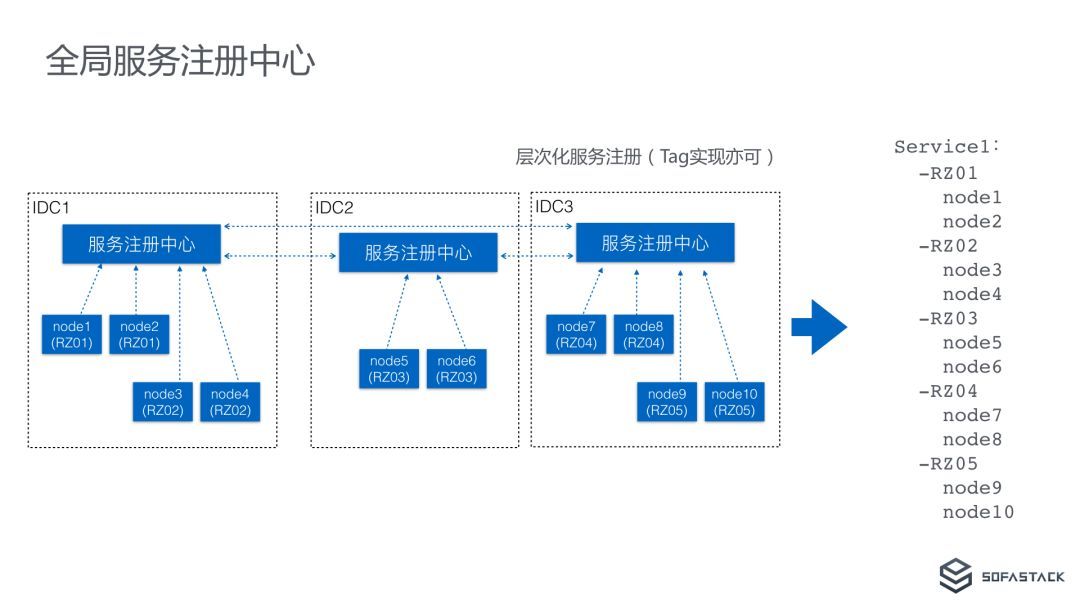 全局服务注册中心
层次化服务注册（Tag实现亦可）
IDC1
服务注册中心
node1
(RZ01)
node2
(RZ01)
node3
(RZ02)
node4
(RZ02)
IDC2
服务注册中心
node5
(RZ03)
node6
(RZ03)
IDC3
服务注册中心
node7
(RZ04)
node8
(RZ04)
node9
(RZ05)
node10
(RZ05)
Service1:
-RZ01
node1
node2
-RZ02
node3
node4
-RZ03
node5
node6
-RZ04
node7
node8
-RZ05
node9
node10
SOFASTACK